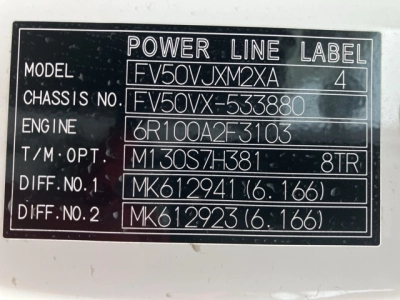 POWER LINE LABEL
MODEL FV50VJXM2XA 4
CHASSIS NO. FV50VX-533880
ENGINE 6R100A2F3103
T/M·OPT. M130S7H381 8TR
DIFF.NO.1 MK612941(6.166)
DIFF.NO.2 MK612923(6.166)